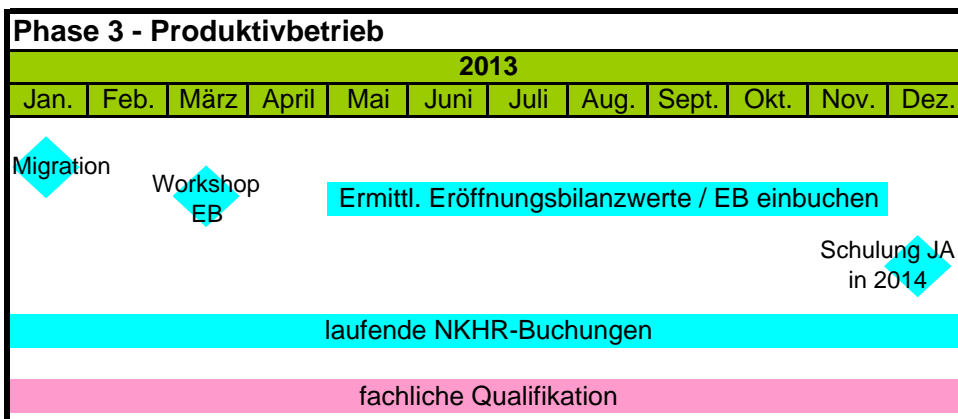 Phase 3 - Produktivbetrieb
2013
Jan. Feb. März April Mai Juni Juli Aug. Sept. Okt. Nov. Dez.
Migration
Workshop
EB
Ermittl. Eröffnungsbilanzwerte / EB einbuchen
Schulung JA
in 2014
laufende NKHR-Buchungen
fachliche Qualifikation